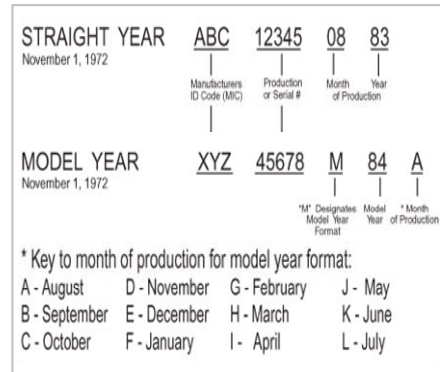 STRAIGHT YEAR ABC 12345 08 83
November 1, 1972
Manufacturers Production Month Year
ID Code (MIC) or Serial # of Production
MODEL YEAR XYZ 45678 M 84 A
November 1, 1972
"M" Designates Model * Month
Model Year Year of Production
Format
* Key to month of production for model year format:
A - August D - November G - February J - May
B - September E - December H - March K - June
C - October F - January I - April L - July